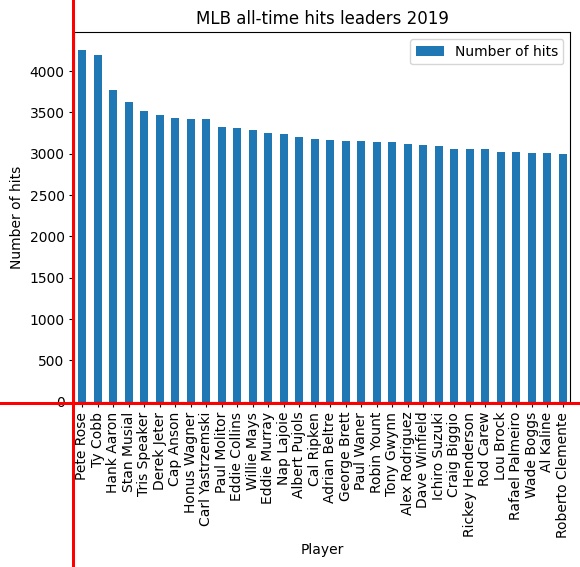 MLB all-time hits leaders 2019
Number of hits
Number of hits
4000
3500
3000
2500
2000
1500
1000
500
0
Pete Rose
Ty Cobb
Hank Aaron
Stan Musial
Tris Speaker
Derek Jeter
Cap Anson
Honus Wagner
Carl Yastrzemski
Paul Molitor
Eddie Collins
Willie Mays
Eddie Murray
Nap Lajoie
Albert Pujols
Cal Ripken
Adrian Beltre
George Brett
Paul Waner
Robin Yount
Tony Gwynn
Alex Rodriguez
Dave Winfield
Ichiro Suzuki
Craig Biggio
Rickey Henderson
Rod Carew
Lou Brock
Rafael Palmeiro
Wade Boggs
Al Kaline
Roberto Clemente
Player